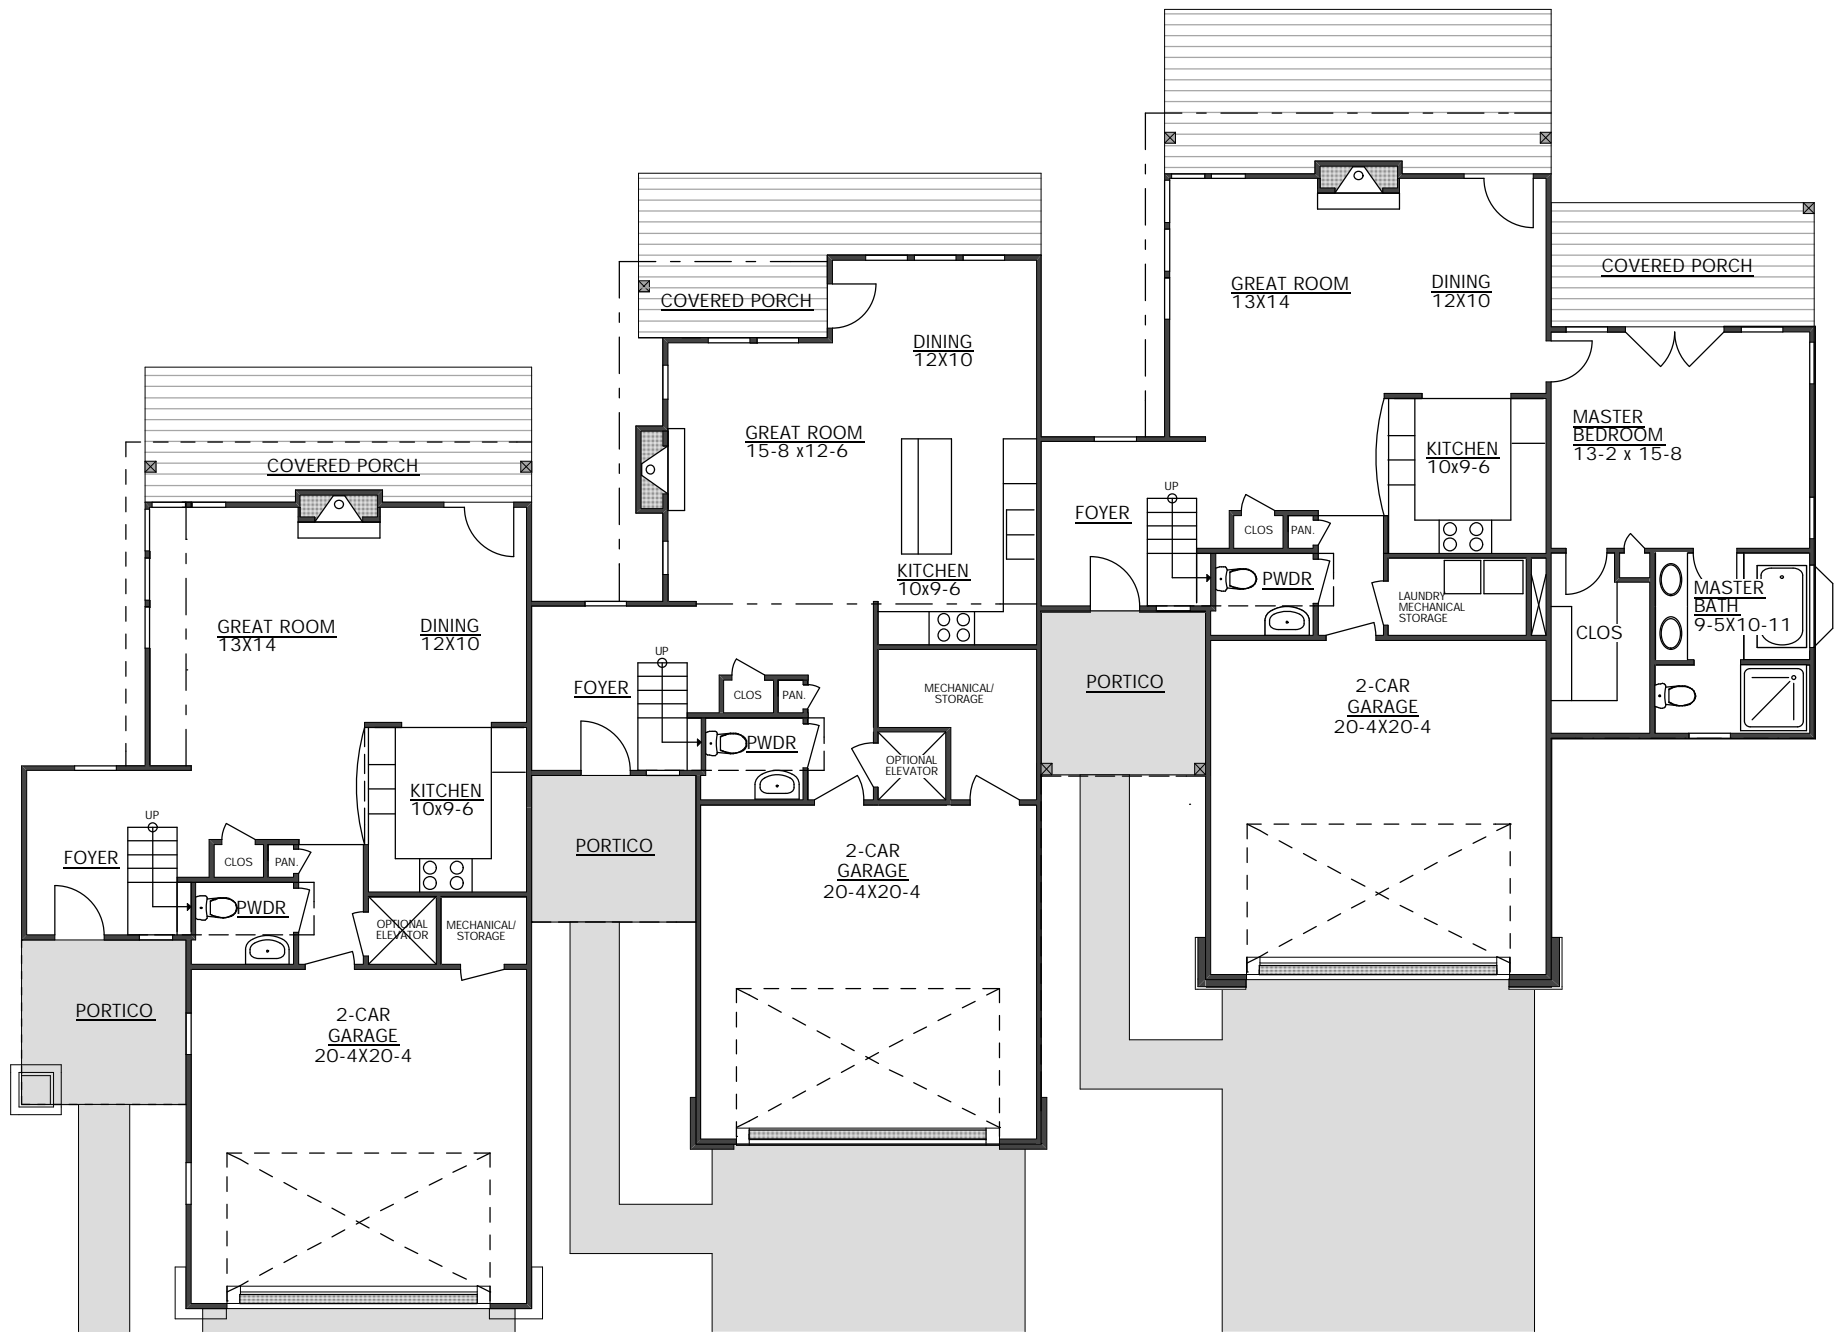 COVERED PORCH
GREAT ROOM
13X14
DINING
12X10
KITCHEN
10x9-6
UP
FOYER
CLOS
PAN.
PWDR
OPTIONAL
ELEVATOR
MECHANICAL/
STORAGE
PORTICO
2-CAR
GARAGE
20-4X20-4
COVERED PORCH
DINING
12X10
GREAT ROOM
15-8 x12-6
KITCHEN
10x9-6
UP
FOYER
CLOS
PAN.
MECHANICAL/
STORAGE
PWDR
OPTIONAL
ELEVATOR
PORTICO
2-CAR
GARAGE
20-4X20-4
GREAT ROOM
13X14
DINING
12X10
COVERED PORCH
MASTER
BEDROOM
13-2 x 15-8
KITCHEN
10x9-6
UP
FOYER
CLOS
PAN.
PWDR
LAUNDRY
MECHANICAL
STORAGE
MASTER
BATH
9-5X10-11
CLOS
PORTICO
2-CAR
GARAGE
20-4X20-4